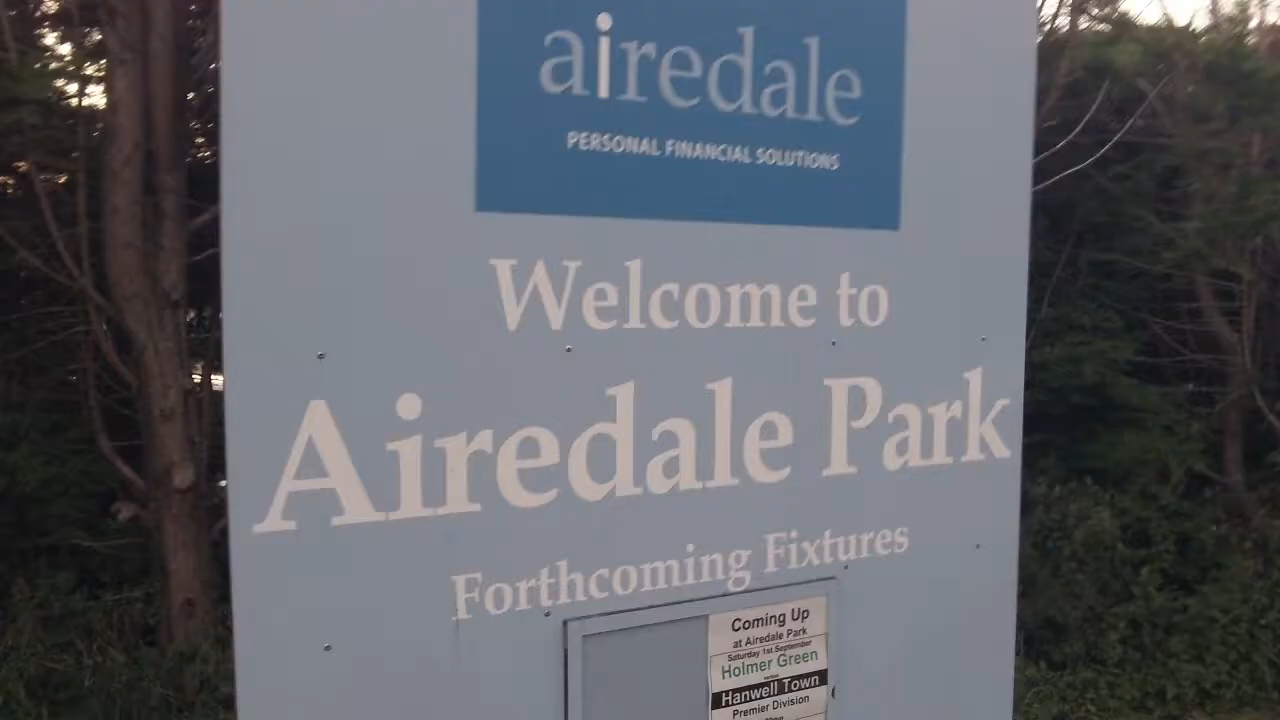 airedale
PERSONAL FINANCIAL SOLUTIONS
Welcome to
Airedale Park
Forthcoming Fixtures
Coming Up
at Airedale Park
Saturday 1st September
Holmer Green
versus
Hanwell Town
Premier Division